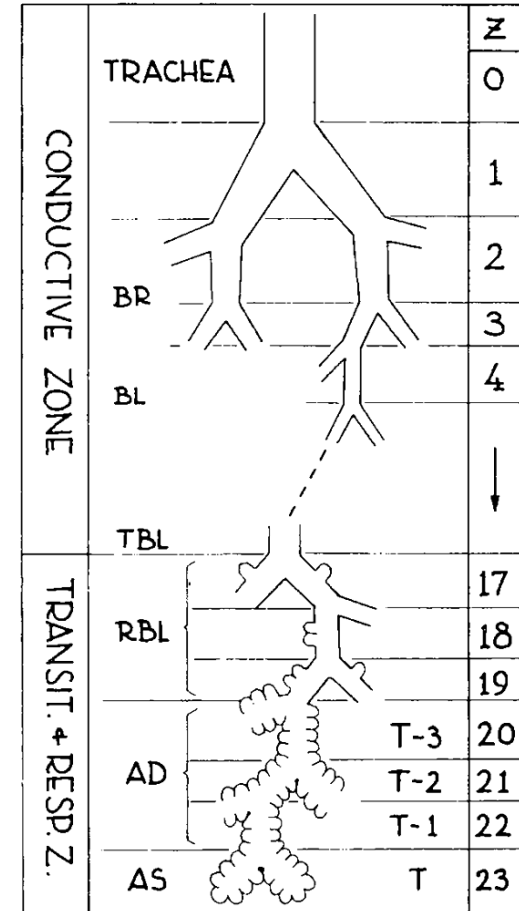 Z
TRACHEA 0
1
2
BR
3
BL 4
TBL
17
RBL 18
19
T-3 20
AD T-2 21
T-1 22
AS T 23
CONDUCTIVE ZONE
TRANSIT. + RESP. Z.